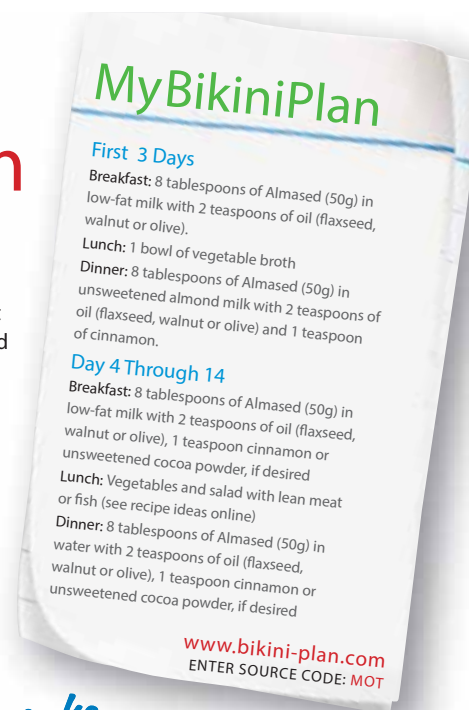 MyBikiniPlan
First 3 Days
Breakfast: 8 tablespoons of Almased (50g) in
low-fat milk with 2 teaspoons of oil (flaxseed,
walnut or olive).
Lunch: 1 bowl of vegetable broth
Dinner: 8 tablespoons of Almased (50g) in
unsweetened almond milk with 2 teaspoons of
oil (flaxseed, walnut or olive) and 1 teaspoon
of cinnamon.
Day 4 Through 14
Breakfast: 8 tablespoons of Almased (50g) in
low-fat milk with 2 teaspoons of oil (flaxseed,
walnut or olive), 1 teaspoon cinnamon or
unsweetened cocoa powder, if desired
Lunch: Vegetables and salad with lean meat
or fish (see recipe ideas online)
Dinner: 8 tablespoons of Almased (50g) in
water with 2 teaspoons of oil (flaxseed,
walnut or olive), 1 teaspoon cinnamon or
unsweetened cocoa powder, if desired
www.bikini-plan.com
ENTER SOURCE CODE: MOT